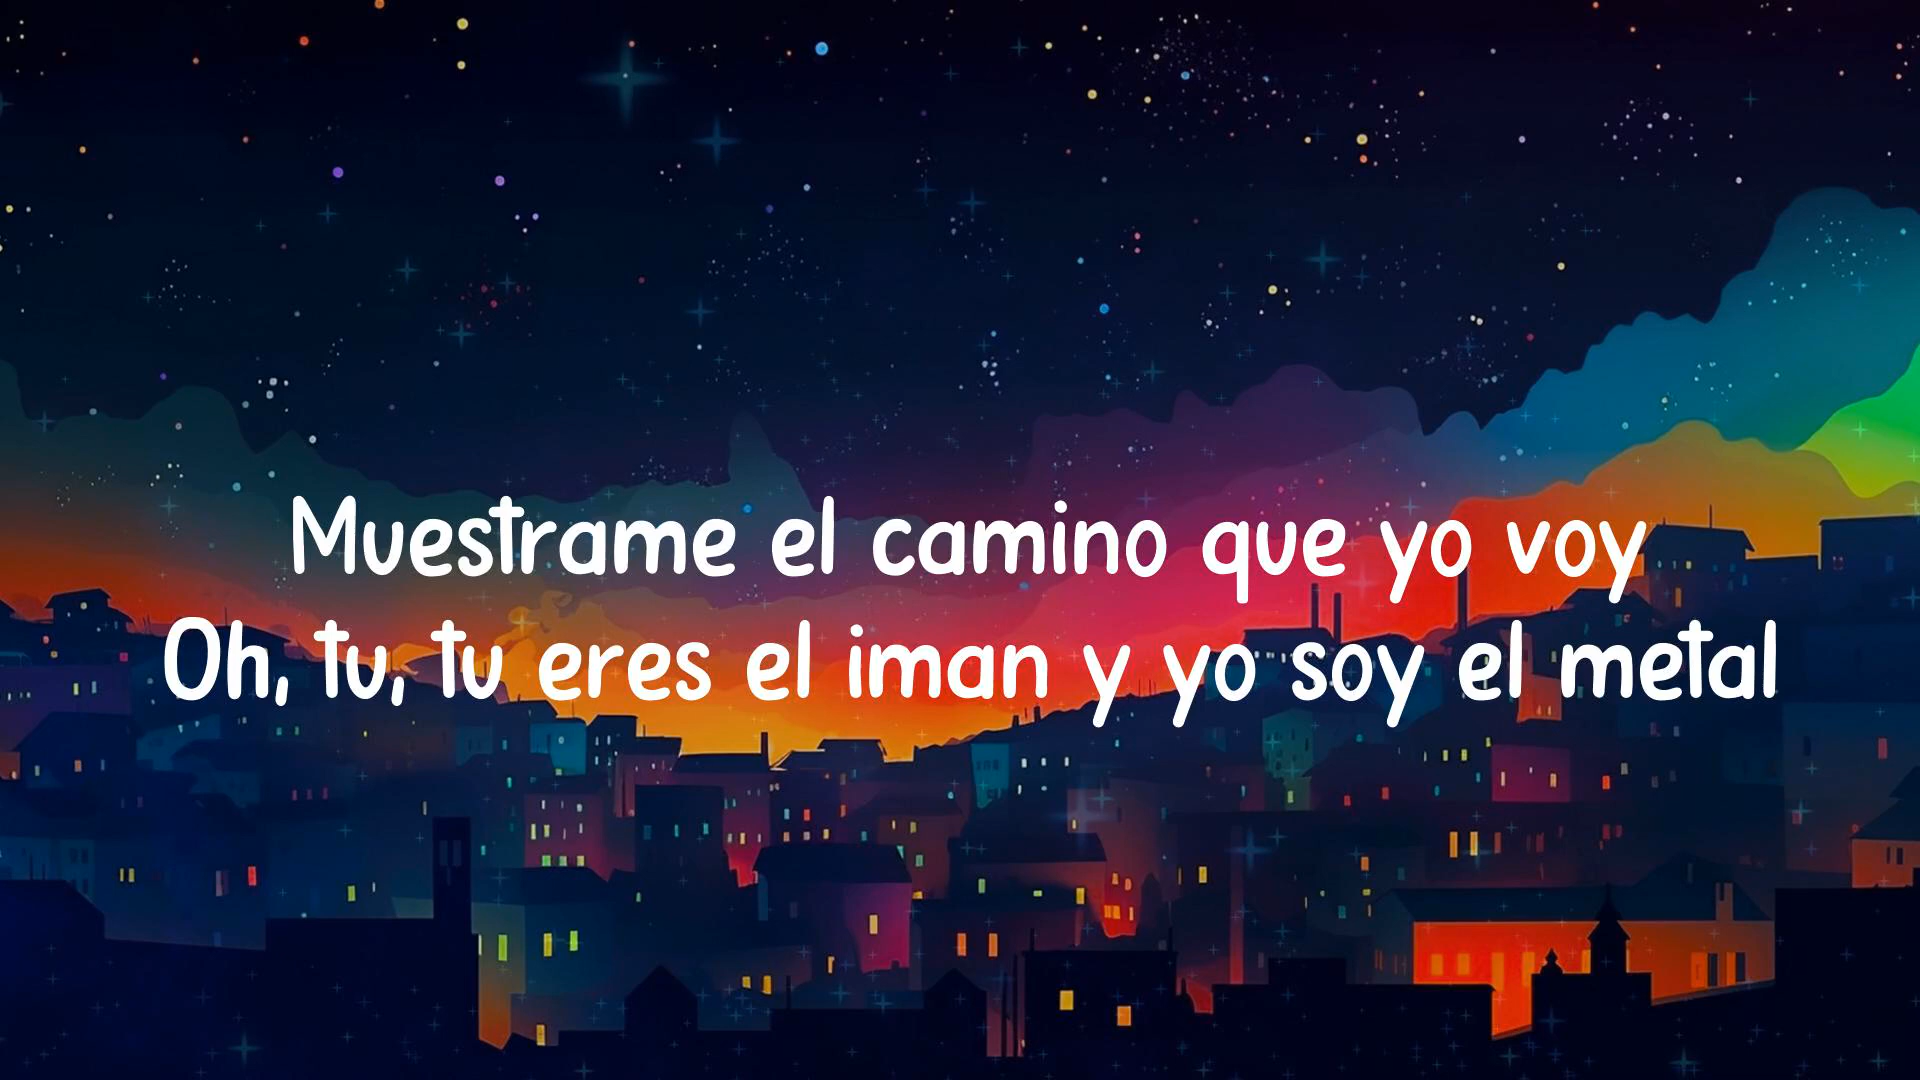 Muestrame el camino que yo voy
Oh, tu, tu eres el iman y yo soy el metal